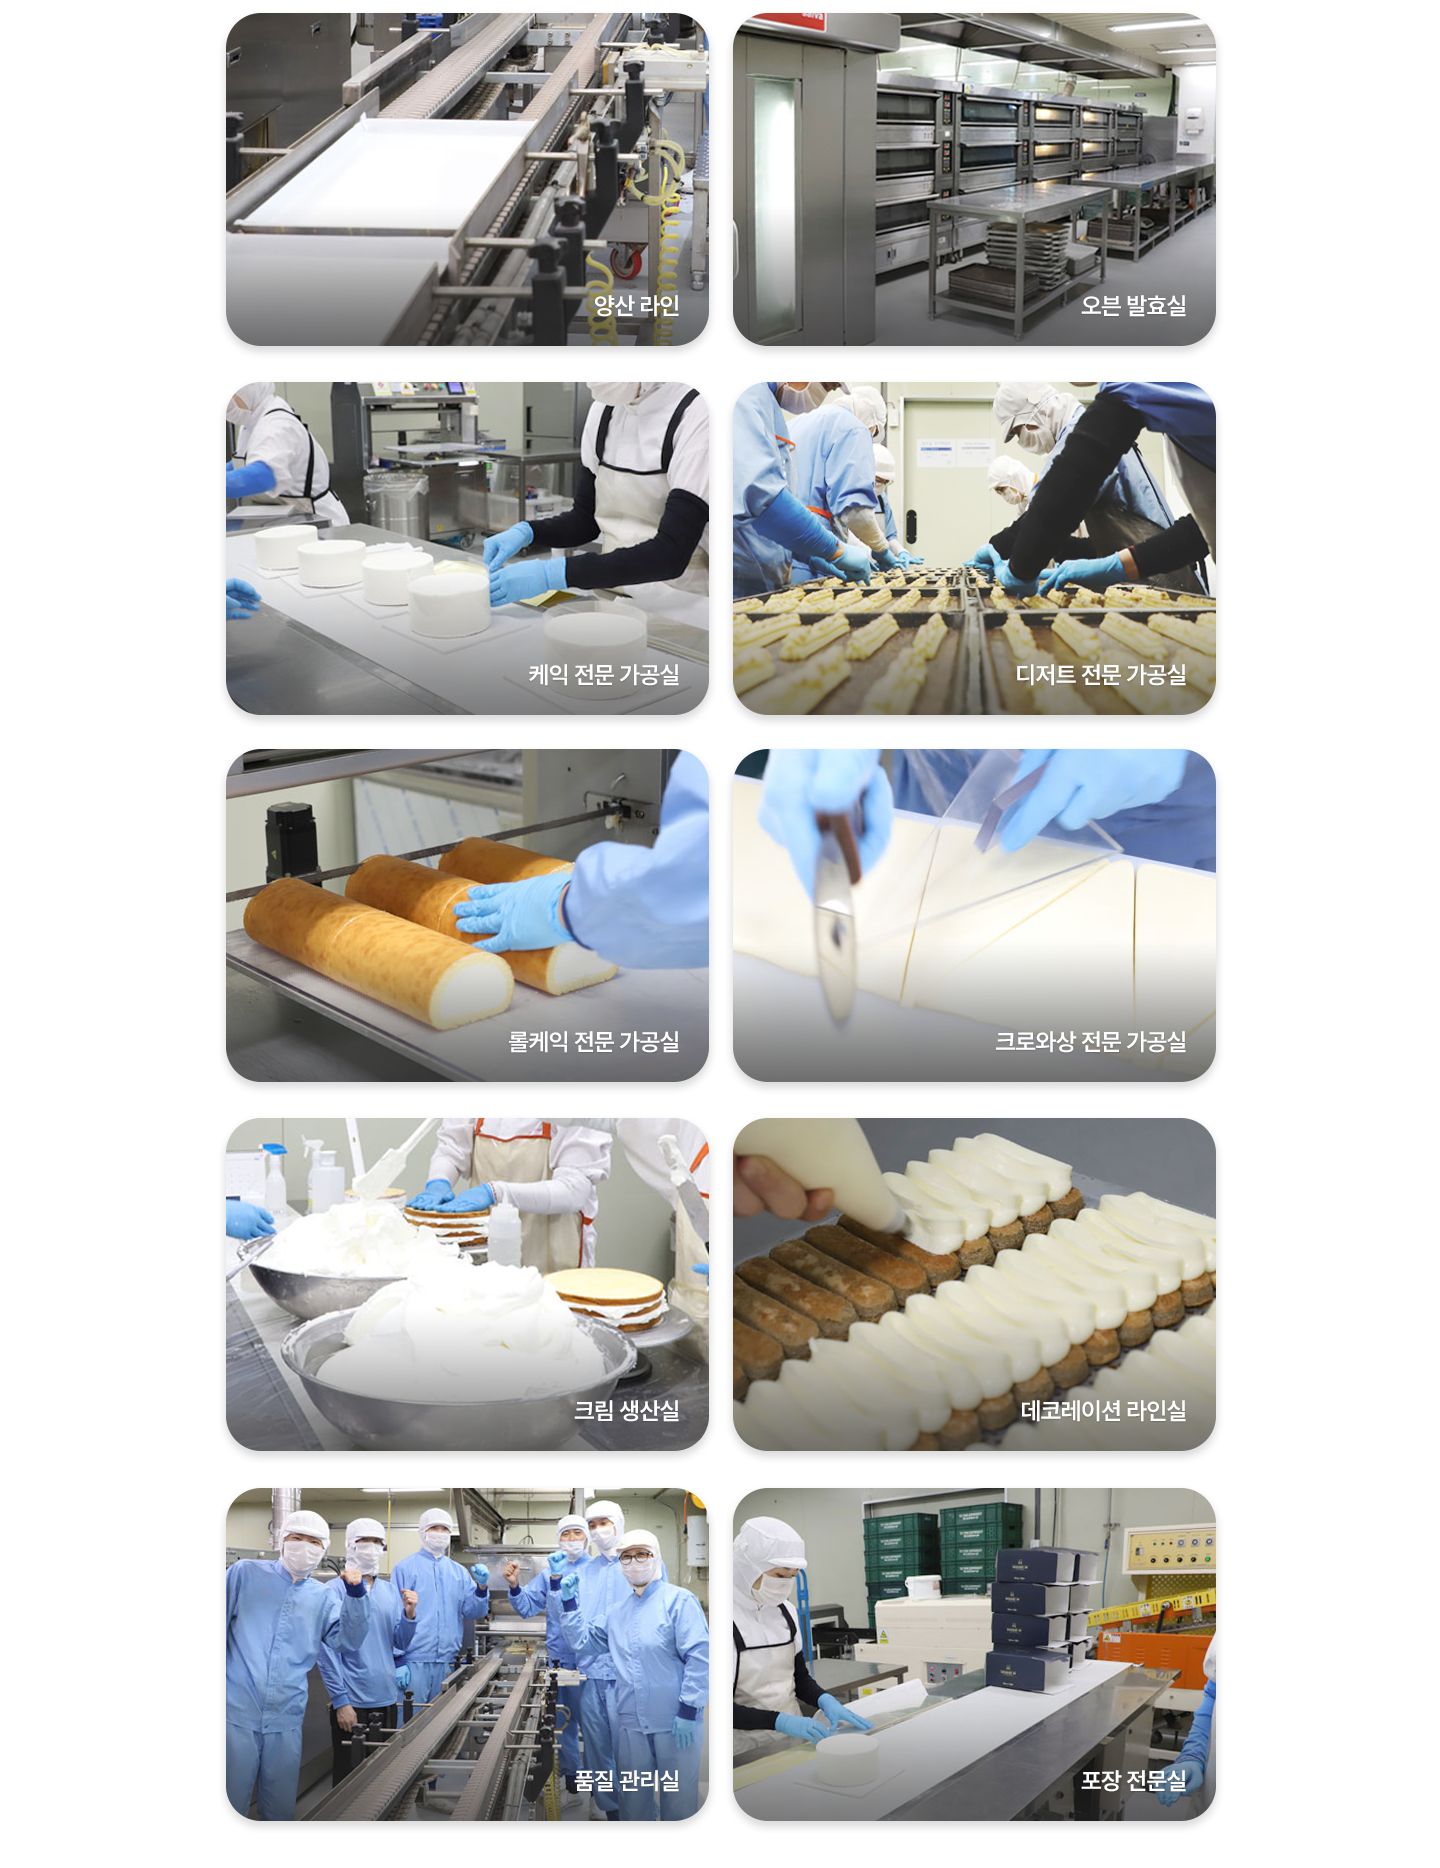 양산 라인
오븐 발효실
케익 전문 가공실
디저트 전문 가공실
롤케익 전문 가공실
크로와상 전문 가공실
크림 생산실
데코레이션 라인실
품질 관리실
포장 전문실